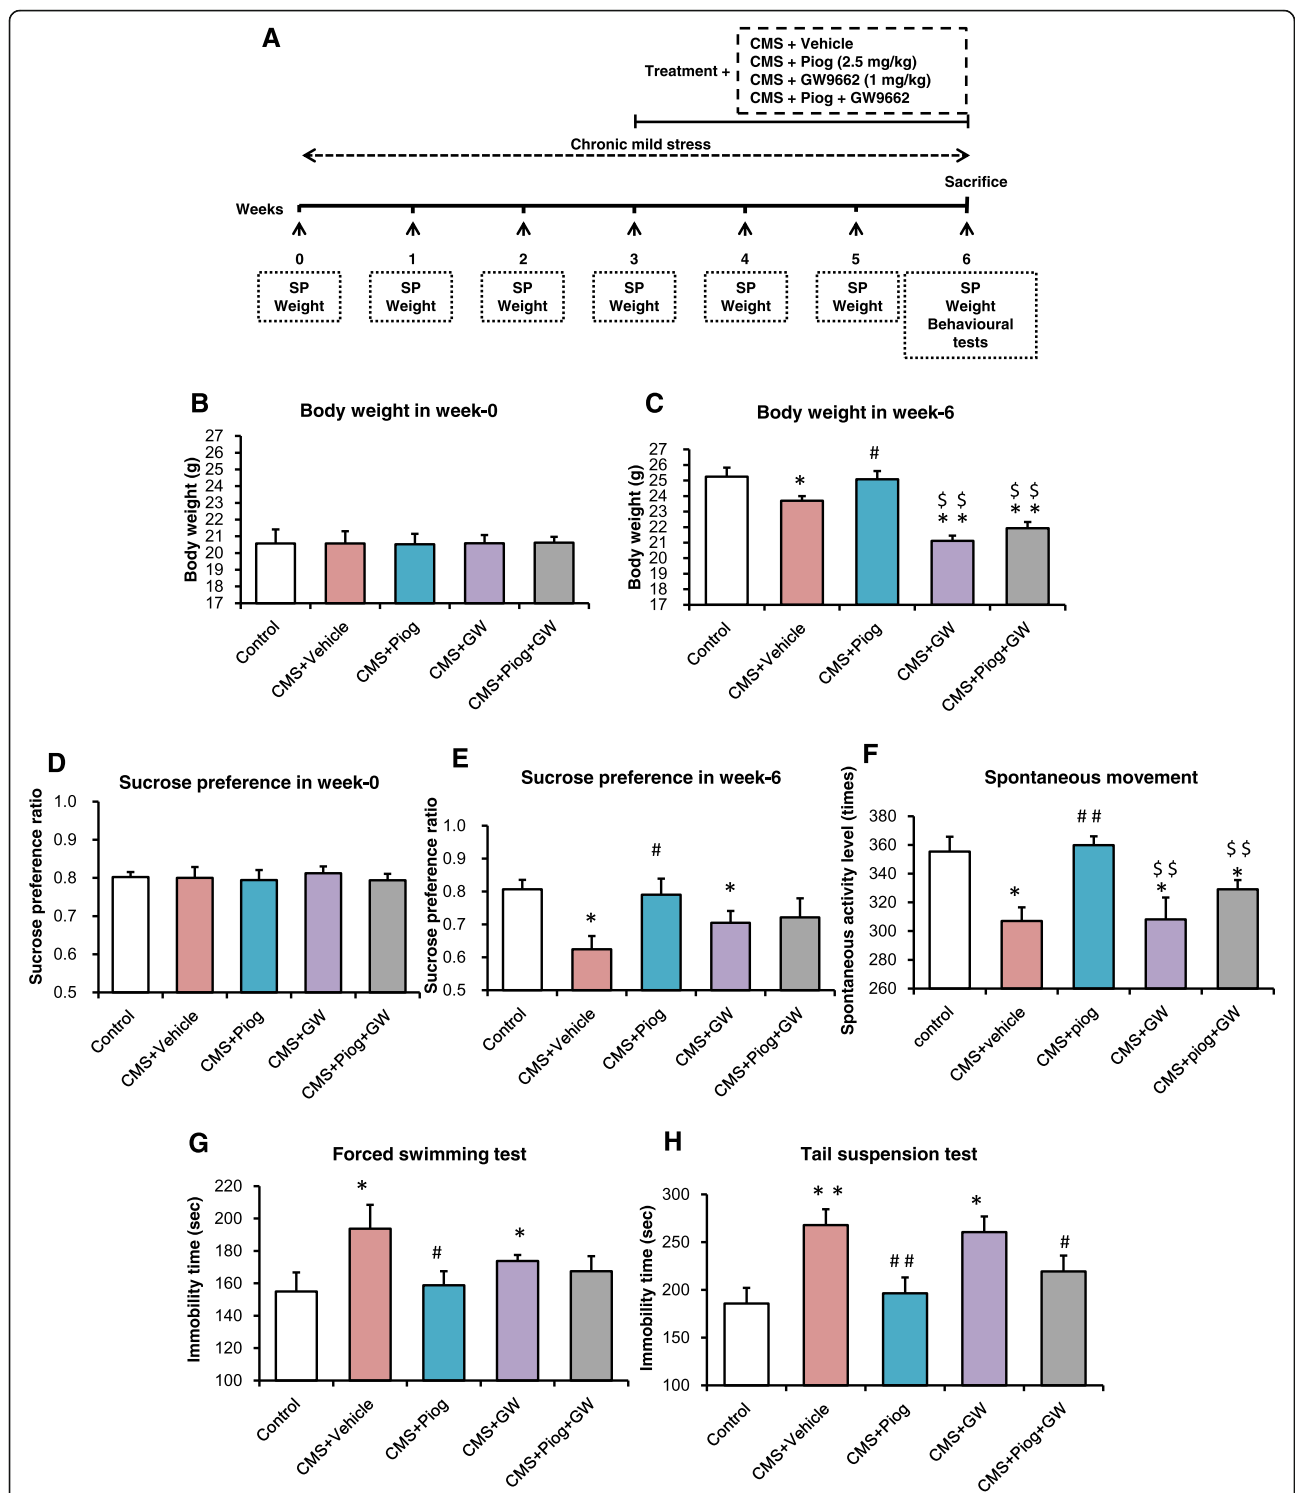 A
Treatment +
CMS + Vehicle
CMS + Piog (2.5 mg/kg)
CMS + GW9662 (1 mg/kg)
CMS + Piog + GW9662
Chronic mild stress
Sacrifice
Weeks
0 1 2 3 4 5 6
SP
Weight
SP
Weight
SP
Weight
SP
Weight
SP
Weight
SP
Weight
SP
Weight
Behavioural
tests
B
Body weight in week-0
Body weight (g)
27
26
25
24
23
22
21
20
19
18
17
Control
CMS+Vehicle
CMS+Piog
CMS+GW
CMS+Piog+GW
C
Body weight in week-6
Body weight (g)
27
26
25
24
23
22
21
20
19
18
17
*
#
$ $
* *
$ $
* *
Control
CMS+Vehicle
CMS+Piog
CMS+GW
CMS+Piog+GW
D
Sucrose preference in week-0
Sucrose preference ratio
1.0
0.9
0.8
0.7
0.6
0.5
Control
CMS+Vehicle
CMS+Piog
CMS+GW
CMS+Piog+GW
E
Sucrose preference in week-6
Sucrose preference ratio
1.0
0.9
0.8
0.7
0.6
0.5
*
#
*
Control
CMS+Vehicle
CMS+Piog
CMS+GW
CMS+Piog+GW
F
Spontaneous movement
Spontaneous activity level (times)
380
360
340
320
300
280
260
*
# #
$ $
*
$ $
*
control
CMS+vehicle
CMS+piog
CMS+GW
CMS+piog+GW
G
Forced swimming test
Immobility time (sec)
220
200
180
160
140
120
100
*
#
*
Control
CMS+Vehicle
CMS+Piog
CMS+GW
CMS+Piog+GW
H
Tail suspension test
Immobility time (sec)
300
250
200
150
100
* *
# #
*
#
Control
CMS+Vehicle
CMS+Piog
CMS+GW
CMS+Piog+GW